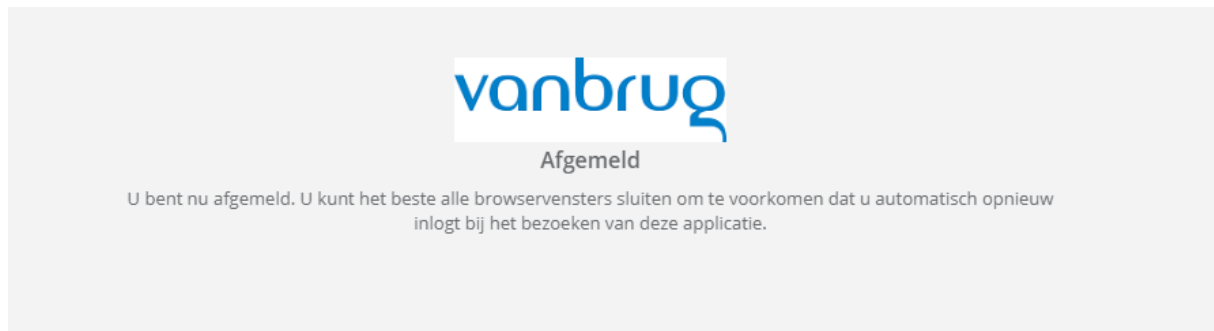 vanbrug
Afgemeld
U bent nu afgemeld. U kunt het beste alle browservensters sluiten om te voorkomen dat u automatisch opnieuw
inlogt bij het bezoeken van deze applicatie.